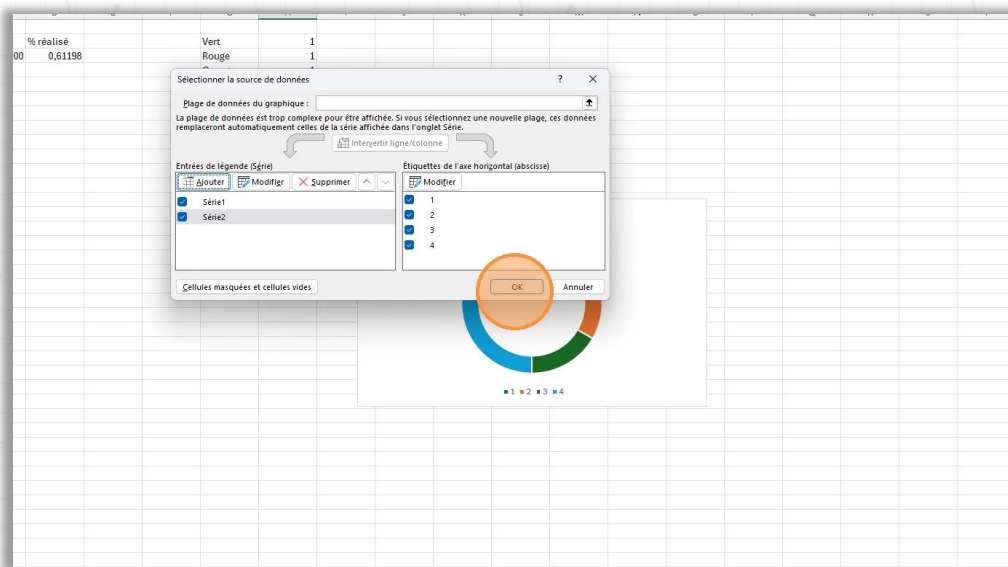 % réalisé Vert 1
00 0,61198 Rouge 1
Sélectionner la source de données ? ×
Plage de données du graphique :
La plage de données est trop complexe pour être affichée. Si vous sélectionnez une nouvelle plage, ces données
remplaceront automatiquement celles de la série affichée dans l'onglet Série.
Intervertir ligne/colonne
Entrées de légende (Série) Étiquettes de l'axe horizontal (abscisse)
Ajouter Modifier Supprimer Modifier
Série1 1
Série2 2
3
4
Cellules masquées et cellules vides OK Annuler
1 2 3 4